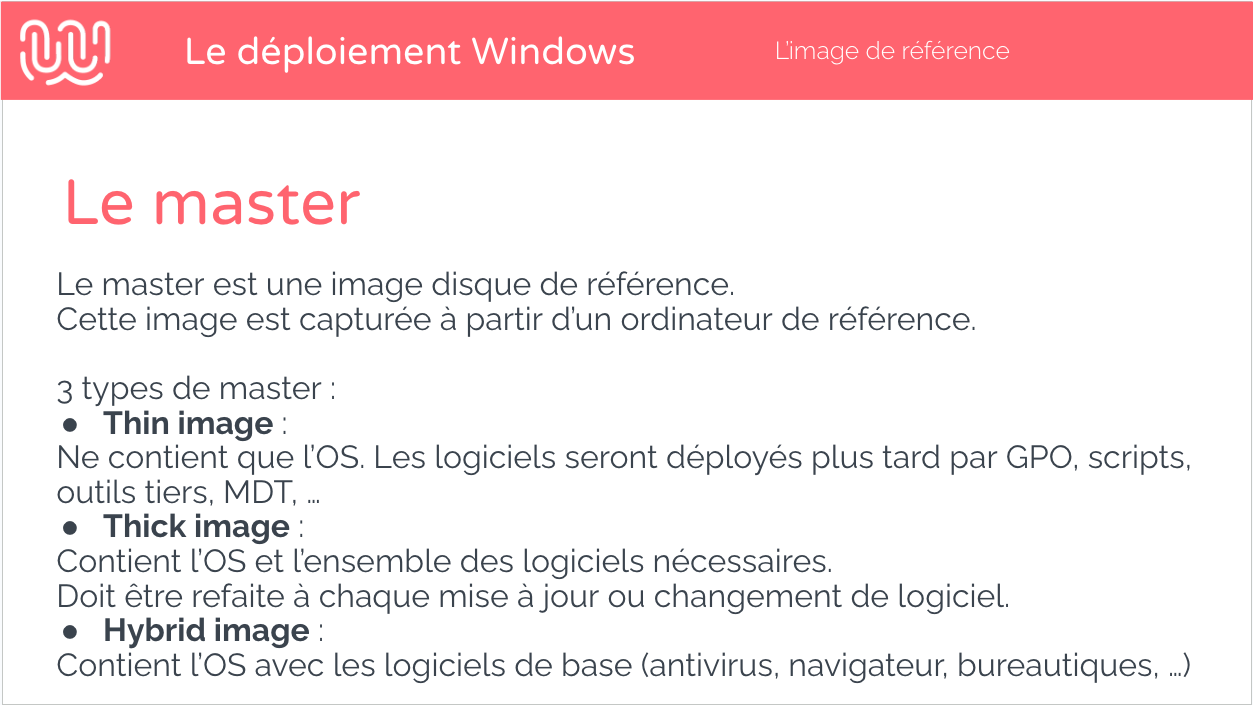 Le déploiement Windows
L'image de référence
Le master
Le master est une image disque de référence.
Cette image est capturée à partir d'un ordinateur de référence.
3 types de master :
● Thin image :
Ne contient que l'OS. Les logiciels seront déployés plus tard par GPO, scripts,
outils tiers, MDT, …
● Thick image :
Contient l'OS et l'ensemble des logiciels nécessaires.
Doit être refaite à chaque mise à jour ou changement de logiciel.
● Hybrid image :
Contient l'OS avec les logiciels de base (antivirus, navigateur, bureautiques, …)